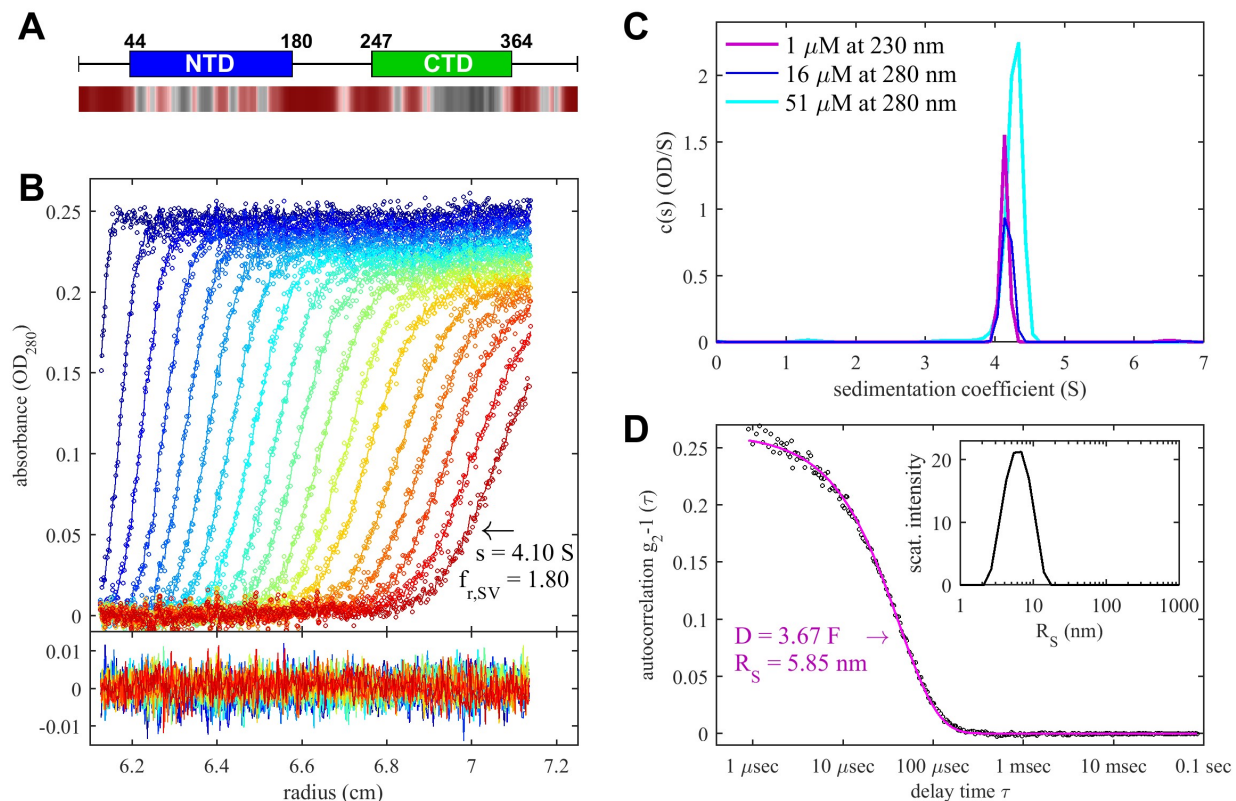 A
44 180 247 364
NTD CTD
B
0.25
0.2
0.15
0.1
0.05
0
absorbance (OD280)
s = 4.10 S
fr,SV = 1.80
0.01
0
-0.01
6.2 6.4 6.6 6.8 7 7.2
radius (cm)
C
1 μM at 230 nm
16 μM at 280 nm
51 μM at 280 nm
2
1.5
1
0.5
0
c(s) (OD/S)
0 1 2 3 4 5 6 7
sedimentation coefficient (S)
D
0.25
0.2
0.15
0.1
0.05
0
autocorrelation g2-1 (τ)
D = 3.67 F →
RS = 5.85 nm
20
10
0
scat. intensity
1 10 100 1000
RS (nm)
1 μsec 10 μsec 100 μsec 1 msec 10 msec 0.1 sec
delay time τ